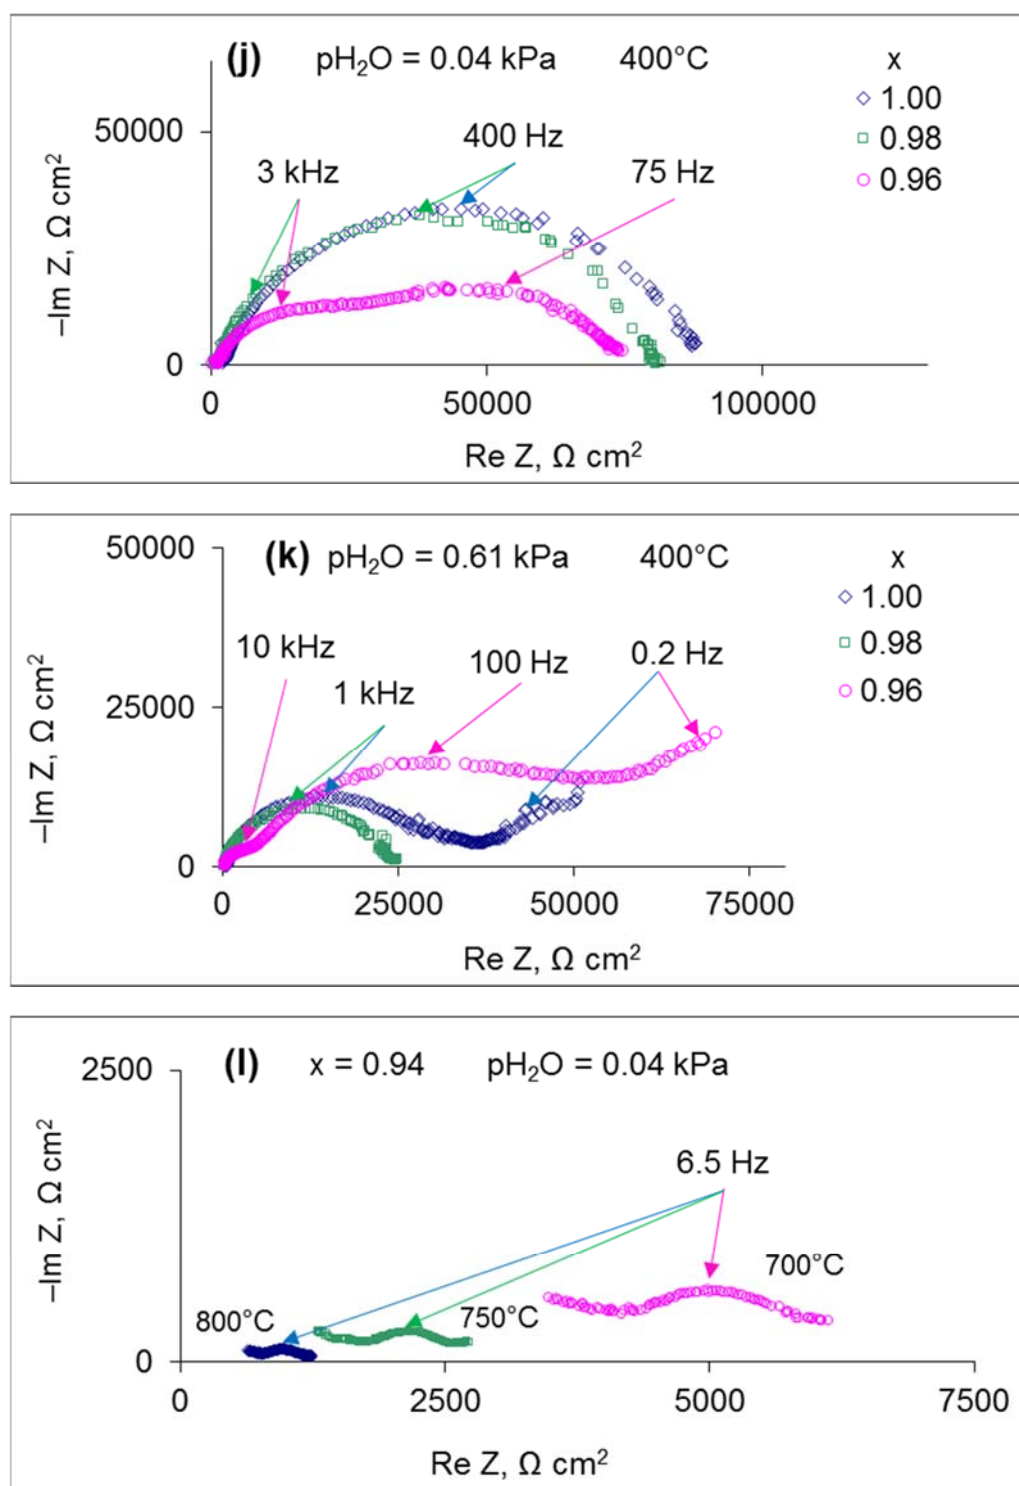 (j) pH₂O = 0.04 kPa 400°C x
1.00
0.98
0.96
50000
400 Hz
3 kHz
75 Hz
–Im Z, Ω cm²
0
0 50000 100000
Re Z, Ω cm²
50000
(k) pH₂O = 0.61 kPa 400°C x
1.00
0.98
0.96
10 kHz
1 kHz
100 Hz
0.2 Hz
25000
–Im Z, Ω cm²
0
0 25000 50000 75000
Re Z, Ω cm²
2500
(l) x = 0.94 pH₂O = 0.04 kPa
6.5 Hz
–Im Z, Ω cm²
700°C
750°C
800°C
0
0 2500 5000 7500
Re Z, Ω cm²